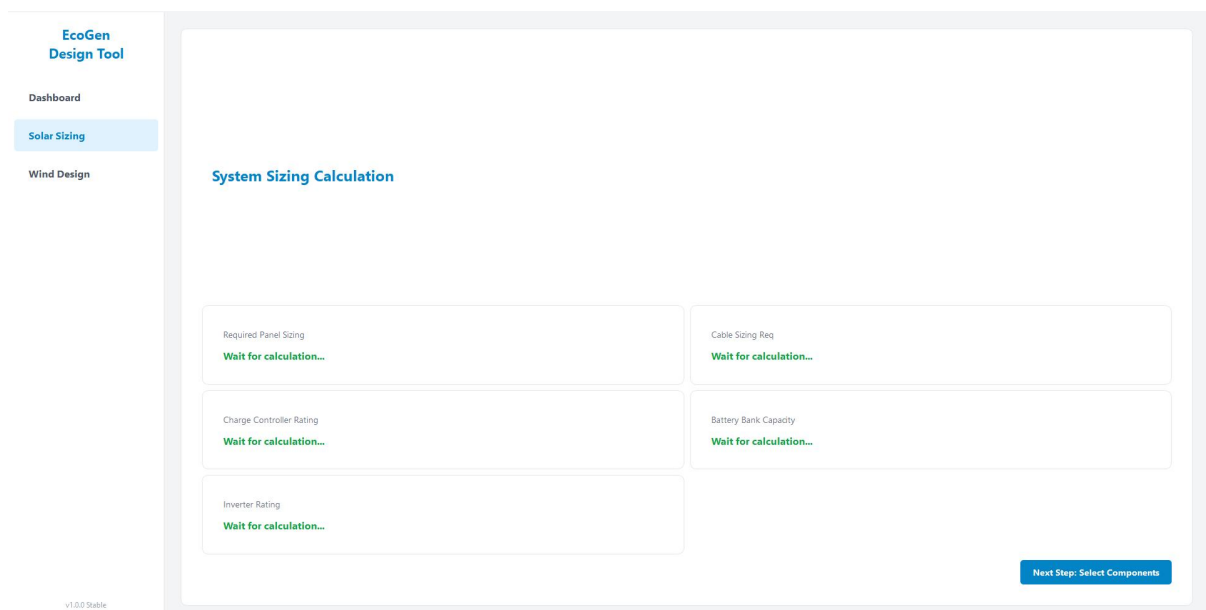 EcoGen
Design Tool
Dashboard
Solar Sizing
Wind Design
v1.0.0 Stable
System Sizing Calculation
Required Panel Sizing
Wait for calculation...
Cable Sizing Req
Wait for calculation...
Charge Controller Rating
Wait for calculation...
Battery Bank Capacity
Wait for calculation...
Inverter Rating
Wait for calculation...
Next Step: Select Components